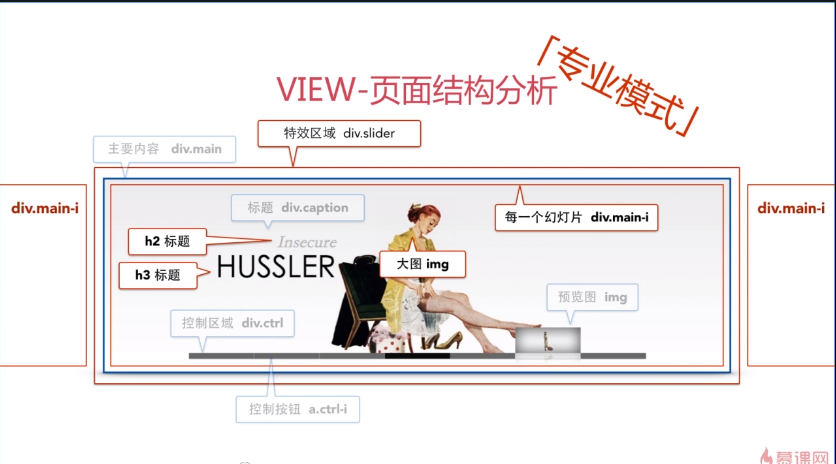 VIEW-页面结构分析
「专业模式」
特效区域 div.slider
主要内容 div.main
div.main-i
标题 div.caption
每一个幻灯片 div.main-i
div.main-i
h2 标题
Insecure
h3 标题
HUSSLER
大图 img
预览图 img
控制区域 div.ctrl
控制按钮 a.ctrl-i
慕课网